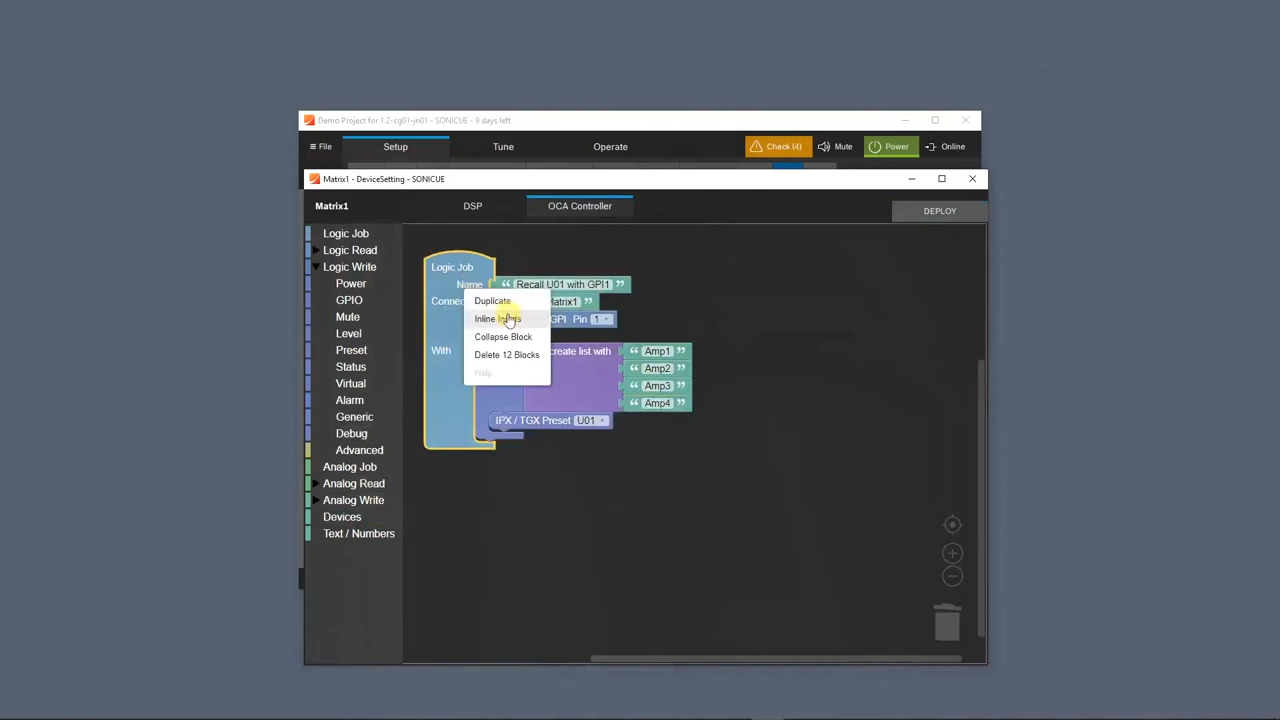 Demo Project for 1.2-cg01-jn01 - SONICUE - 9 days left
File
Setup
Tune
Operate
Check (4)
Mute
Power
Online
Matrix1 - DeviceSetting - SONICUE
Matrix1
DSP
OCA Controller
DEPLOY
Logic Job
Logic Read
Logic Write
Power
GPIO
Mute
Level
Preset
Status
Virtual
Alarm
Generic
Debug
Advanced
Analog Job
Analog Read
Analog Write
Devices
Text / Numbers
Logic Job
Name “ Recall U01 with GPI1 ”
Connec atrix1 ”
GPI Pin 1
With create list with “ Amp1 ”
“ Amp2 ”
“ Amp3 ”
“ Amp4 ”
IPX / TGX Preset U01
Duplicate
Inline
Collapse Block
Delete 12 Blocks
Help